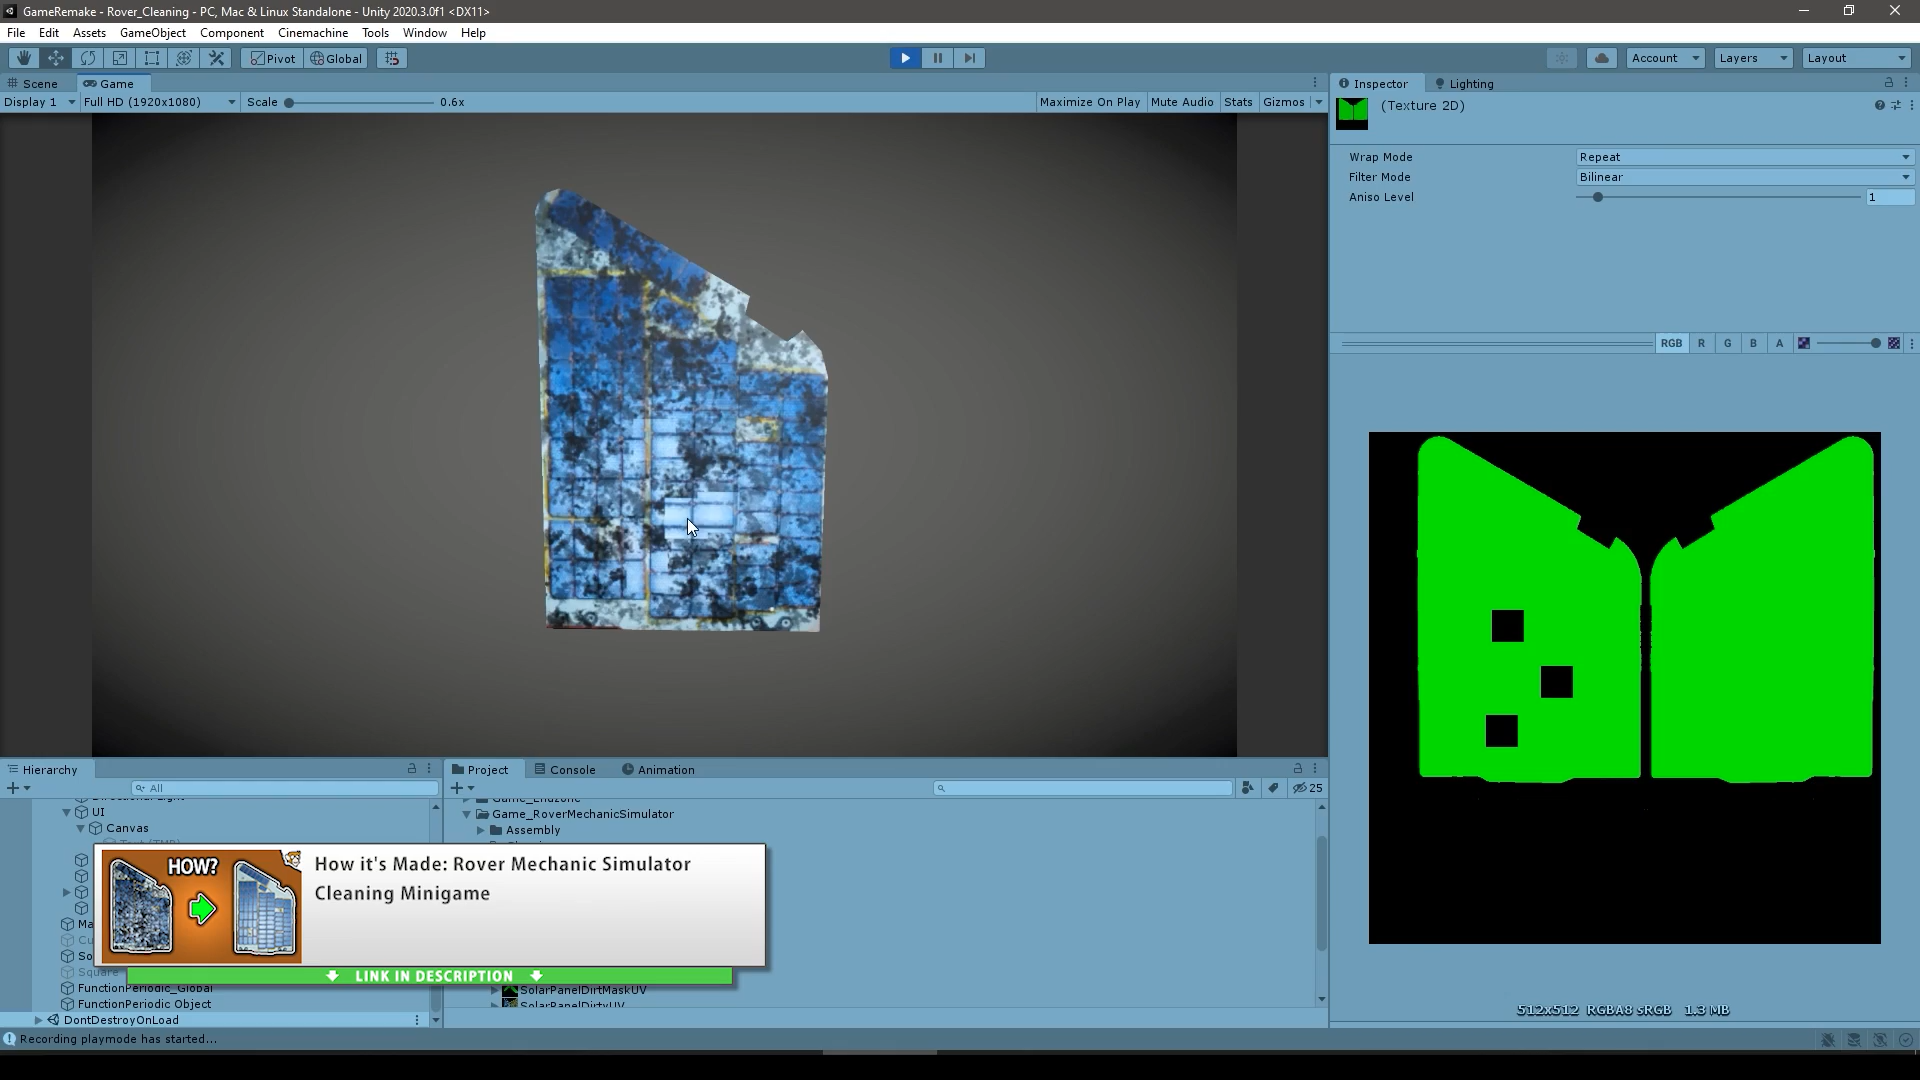 GameRemake - Rover_Cleaning - PC, Mac & Linux Standalone - Unity 2020.3.0f1 <DX11>
File Edit Assets GameObject Component Cinemachine Tools Window Help
Pivot Global Account Layers Layout
Scene Game
Display 1 Full HD (1920x1080) Scale 0.6x Maximize On Play Mute Audio Stats Gizmos
Inspector Lighting
(Texture 2D)
Wrap Mode Repeat
Filter Mode Bilinear
Aniso Level 1
RGB R G B A
512x512 RGBA8 sRGB 1.3 MB
Hierarchy
All
UI
Canvas
Ma
So
Square
FunctionPeriodic_Global
FunctionPeriodic Object
DontDestroyOnLoad
Project Console Animation
25
Game_RoverMechanicSimulator
Assembly
SolarPanelDirtMaskUV
SolarPanelDirtyUV
HOW?
How it's Made: Rover Mechanic Simulator
Cleaning Minigame
LINK IN DESCRIPTION
Recording playmode has started...